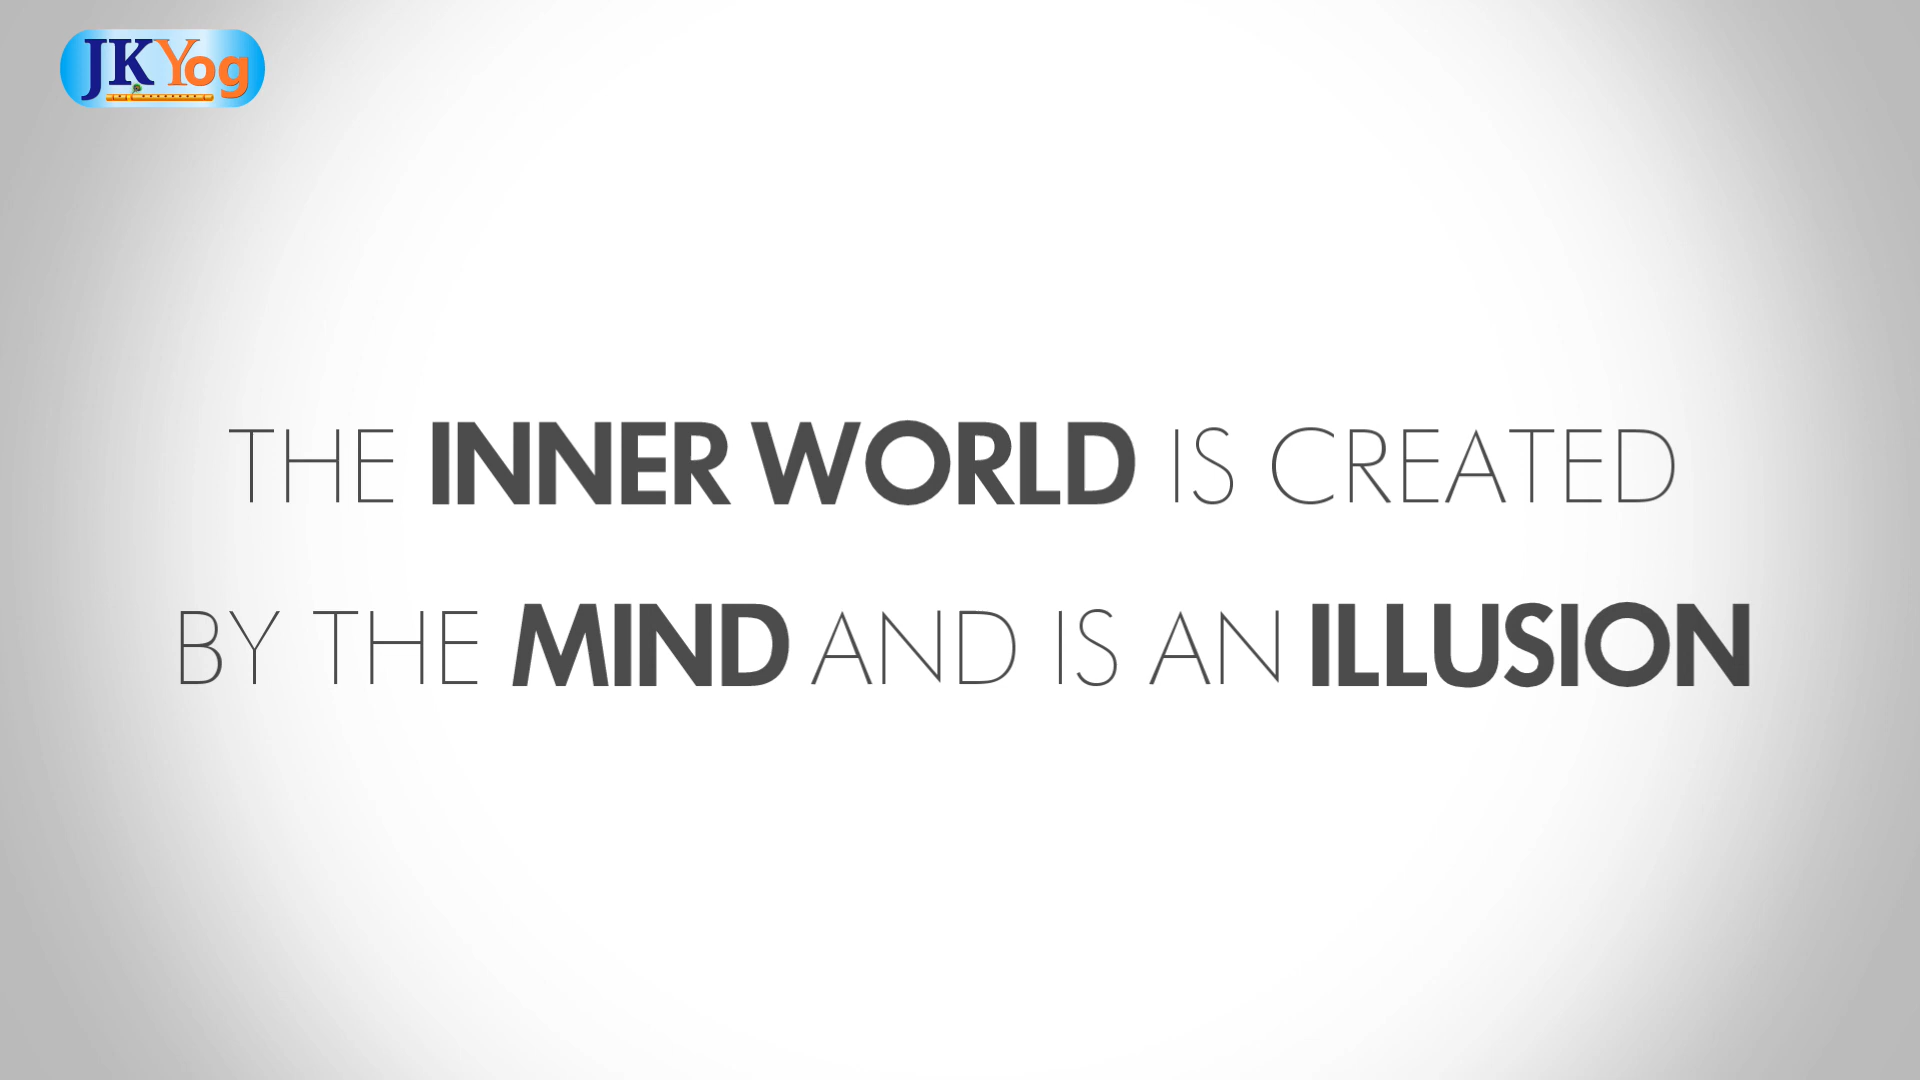 JKYog
THE INNER WORLD IS CREATED
BY THE MIND AND IS AN ILLUSION